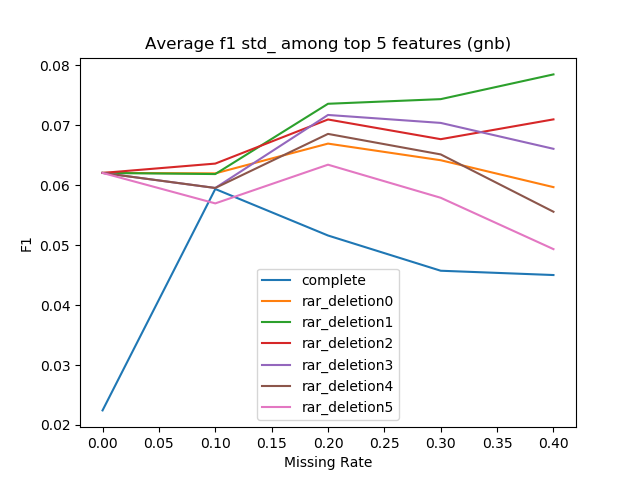 Average f1 std_ among top 5 features (gnb)
0.08
0.07
0.06
0.05
0.04
0.03
0.02
F1
complete
rar_deletion0
rar_deletion1
rar_deletion2
rar_deletion3
rar_deletion4
rar_deletion5
0.00 0.05 0.10 0.15 0.20 0.25 0.30 0.35 0.40
Missing Rate